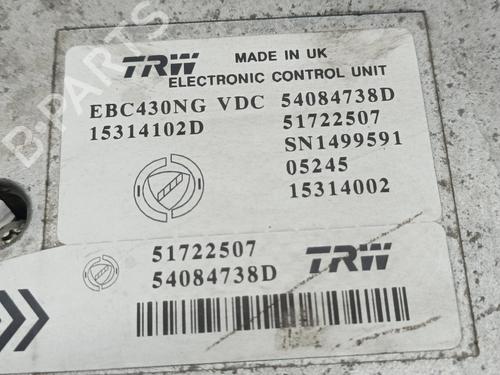 B-PARTS
TRW MADE IN UK
ELECTRONIC CONTROL UNIT
EBC430NG VDC 54084738D
15314102D 51722507
SN1499591
05245
15314002
51722507
54084738D TRW